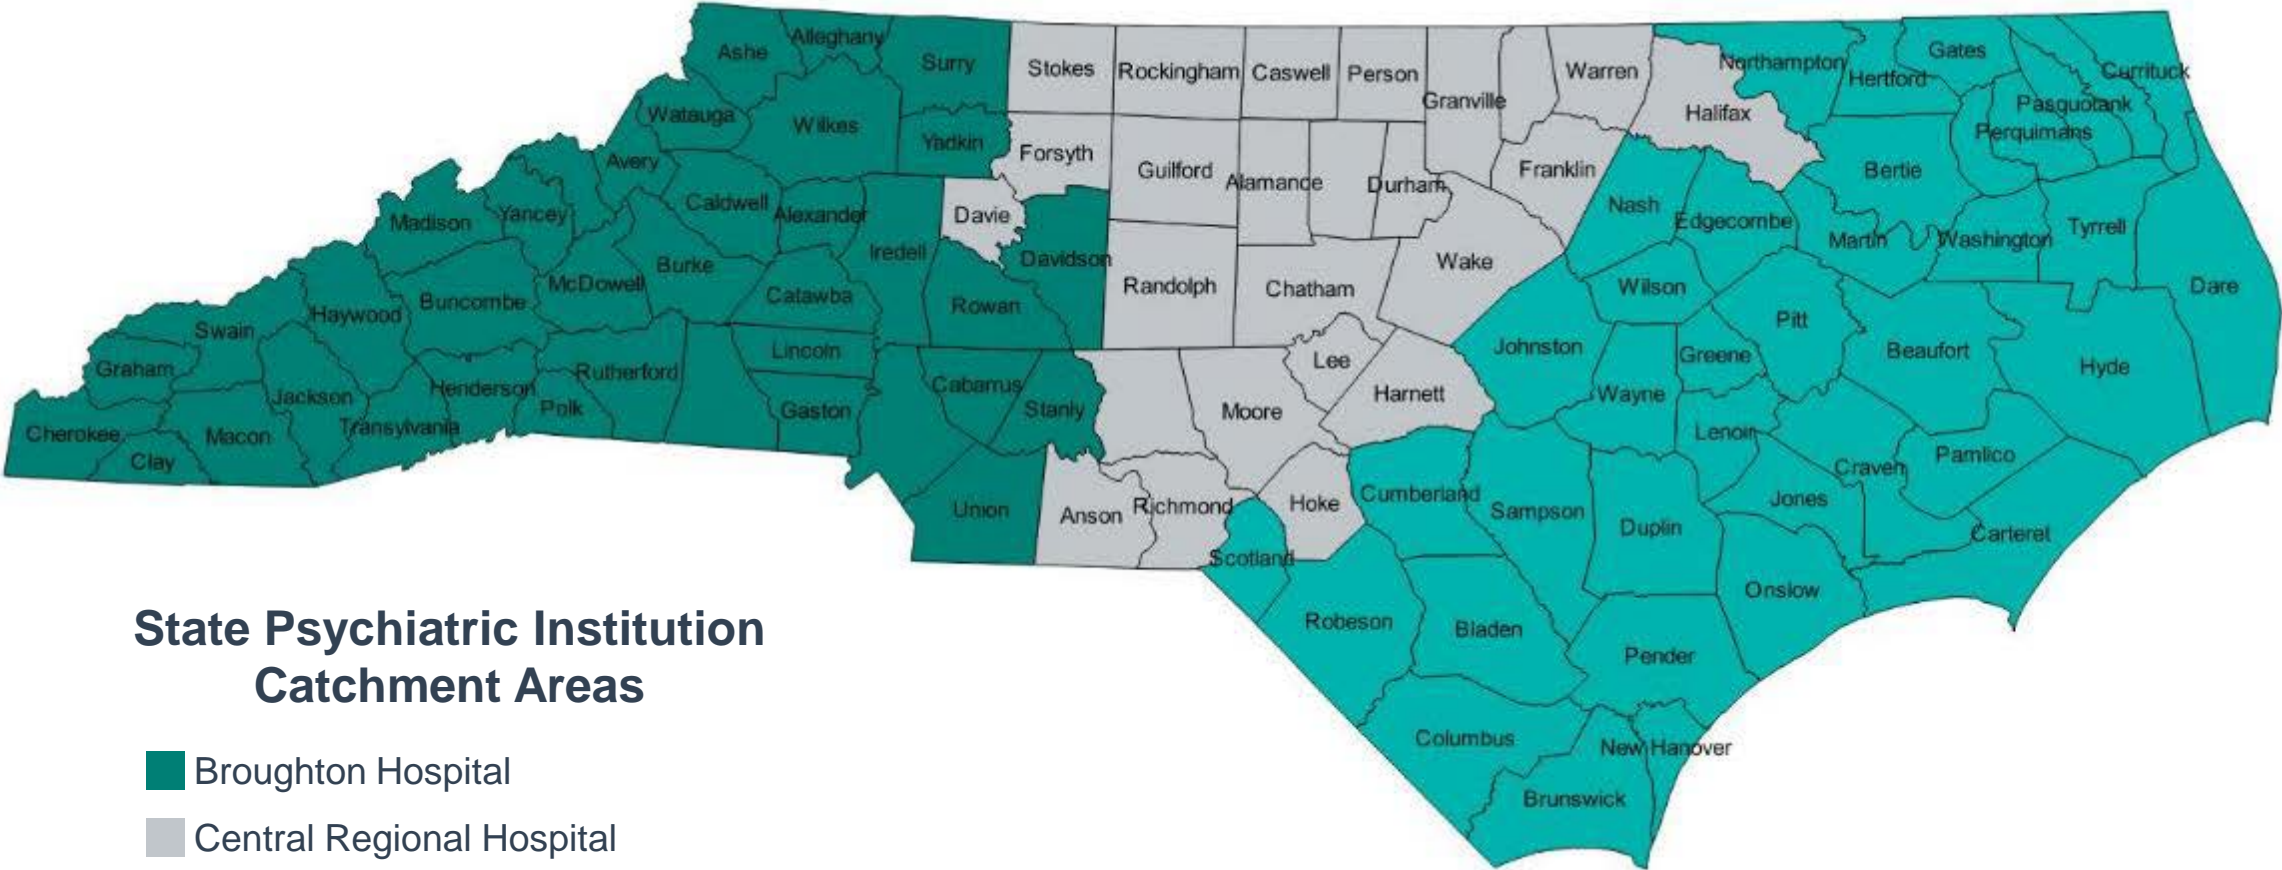 Ashe
Alleghany
Surry
Stokes
Rockingham
Caswell
Person
Granville
Warren
Northampton
Hertford
Gates
Currituck
Watauga
Wilkes
Yadkin
Forsyth
Guilford
Alamance
Durham
Franklin
Halifax
Pasquotank
Perquimans
Bertie
Avery
Madison
Yancey
Caldwell
Alexander
Iredell
Davie
Davidson
Nash
Edgecombe
Martin
Washington
Tyrrell
Dare
Swain
Haywood
Buncombe
McDowell
Burke
Catawba
Rowan
Randolph
Chatham
Wake
Wilson
Pitt
Graham
Jackson
Henderson
Rutherford
Lincoln
Cabarrus
Stanly
Lee
Moore
Harnett
Johnston
Wayne
Greene
Beaufort
Hyde
Cherokee
Clay
Macon
Transylvania
Polk
Gaston
Union
Anson
Richmond
Hoke
Scotland
Cumberland
Sampson
Duplin
Lenoir
Craven
Jones
Pamlico
Carteret
Onslow
Robeson
Bladen
Pender
Columbus
New Hanover
Brunswick
State Psychiatric Institution
Catchment Areas
Broughton Hospital
Central Regional Hospital